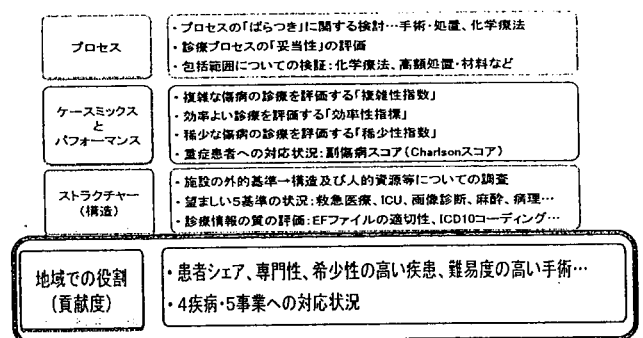 プロセス
・プロセスの「ばらつき」に関する検討…手術・処置、化学療法
・診療プロセスの「妥当性」の評価
・包括範囲についての検証:化学療法、高額処置・材料など
ケースミックス
と
パフォーマンス
・複雑な傷病の診療を評価する「複雑性指数」
・効率よい診療を評価する「効率性指標」
・稀少な傷病の診療を評価する「稀少性指数」
・重症患者への対応状況:副傷病スコア(Charlsonスコア)
ストラクチャー
(構造)
・施設の外的基準→構造及び人的資源等についての調査
・望ましい5基準の状況:救急医療、ICU、画像診断、麻酔、病理…
・診療情報の質の評価:EFファイルの適切性、ICD10コーディング…
地域での役割
(貢献度)
・患者シェア、専門性、希少性の高い疾患、難易度の高い手術…
・4疾病・5事業への対応状況